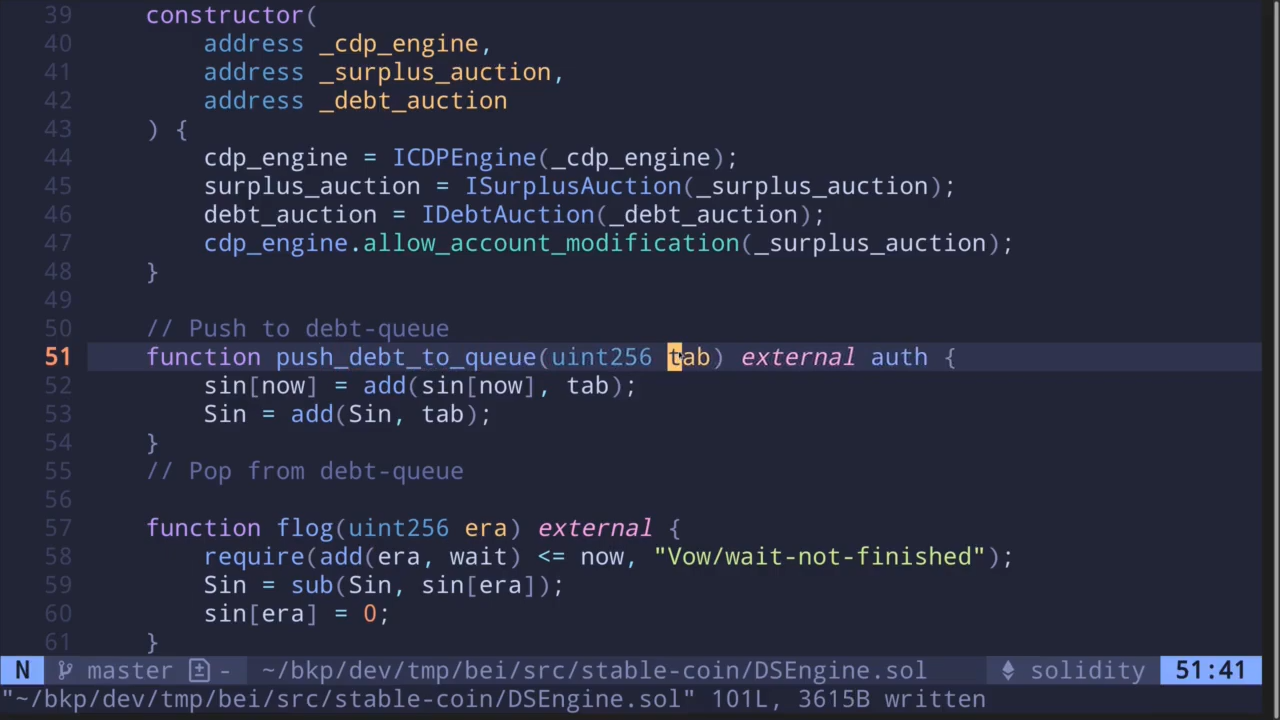 39 constructor(
40 address _cdp_engine,
41 address _surplus_auction,
42 address _debt_auction
43 ) {
44 cdp_engine = ICDPEngine(_cdp_engine);
45 surplus_auction = ISurplusAuction(_surplus_auction);
46 debt_auction = IDebtAuction(_debt_auction);
47 cdp_engine.allow_account_modification(_surplus_auction);
48 }
49
50 // Push to debt-queue
51 function push_debt_to_queue(uint256 tab) external auth {
52 sin[now] = add(sin[now], tab);
53 Sin = add(Sin, tab);
54 }
55 // Pop from debt-queue
56
57 function flog(uint256 era) external {
58 require(add(era, wait) <= now, "Vow/wait-not-finished");
59 Sin = sub(Sin, sin[era]);
60 sin[era] = 0;
61 }
N master - ~/bkp/dev/tmp/bei/src/stable-coin/DSEngine.sol solidity 51:41
"~/bkp/dev/tmp/bei/src/stable-coin/DSEngine.sol" 101L, 3615B written